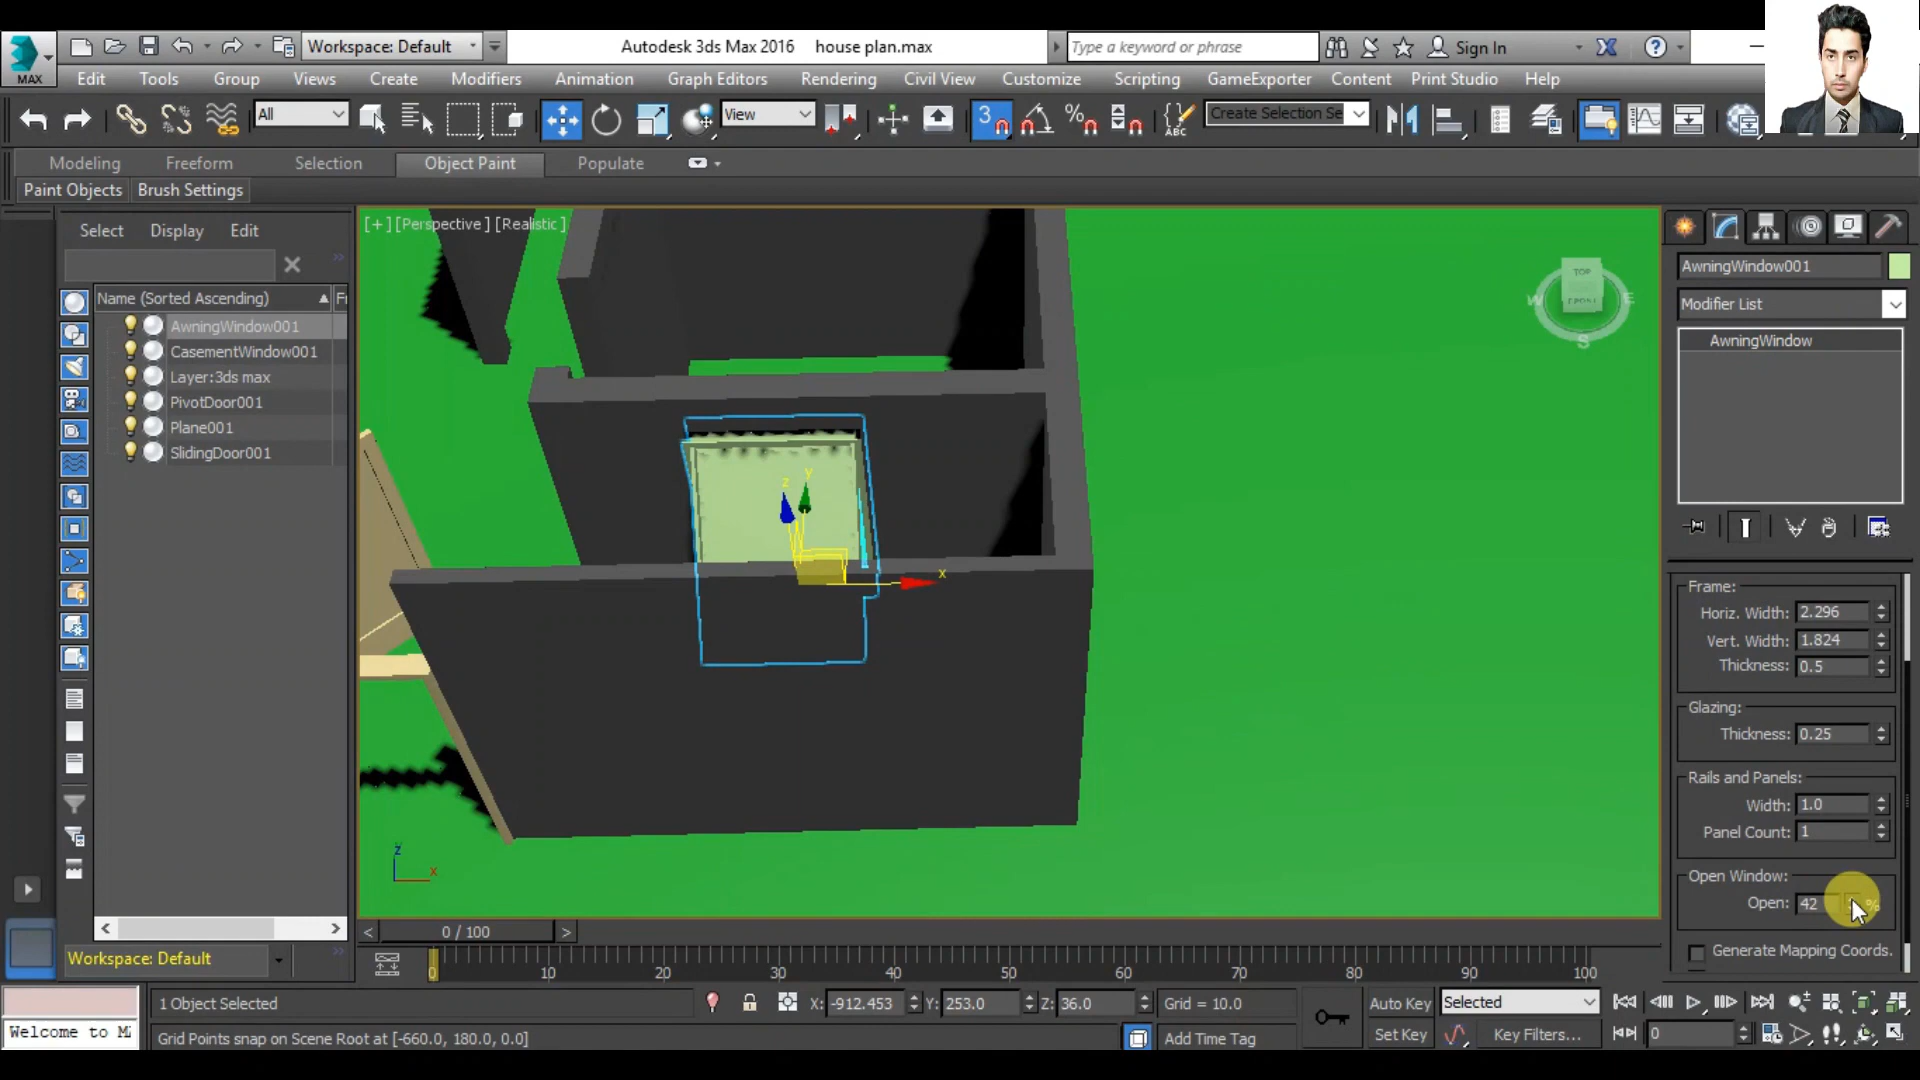 Workspace: Default
Autodesk 3ds Max 2016 house plan.max
Type a keyword or phrase
Sign In
MAX
Edit Tools Group Views Create Modifiers Animation Graph Editors Rendering Civil View Customize Scripting GameExporter Content Print Studio Help
All
View
3
%
ABC
Create Selection Se
Modeling Freeform Selection Object Paint Populate
Paint Objects Brush Settings
Select Display Edit
Name (Sorted Ascending)
AwningWindow001
CasementWindow001
Layer:3ds max
PivotDoor001
Plane001
SlidingDoor001
[+][Perspective][Realistic]
TOP
FRONT
W E
S
z y
x
z
x
AwningWindow001
Modifier List
AwningWindow
Frame:
Horiz. Width: 2.296
Vert. Width: 1.824
Thickness: 0.5
Glazing:
Thickness: 0.25
Rails and Panels:
Width: 1.0
Panel Count: 1
Open Window:
Open: 42 %
Generate Mapping Coords.
< 0 / 100 >
Workspace: Default
0 10 20 30 40 50 60 70 80 90 100
1 Object Selected
X: -912.453 Y: 253.0 Z: 36.0 Grid = 10.0
Auto Key Selected
Welcome to M
Grid Points snap on Scene Root at [-660.0, 180.0, 0.0]
Add Time Tag
Set Key Key Filters...
0